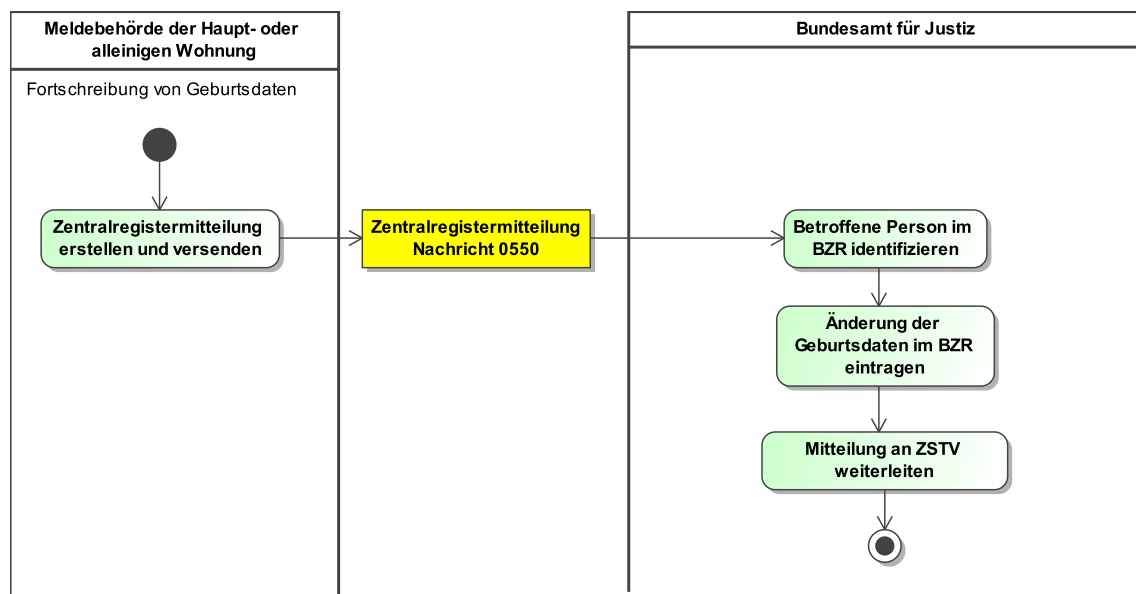 Meldebehörde der Haupt- oder
alleinigen Wohnung
Bundesamt für Justiz
Fortschreibung von Geburtsdaten
Zentralregistermitteilung
erstellen und versenden
Zentralregistermitteilung
Nachricht 0550
Betroffene Person im
BZR identifizieren
Änderung der
Geburtsdaten im BZR
eintragen
Mitteilung an ZSTV
weiterleiten